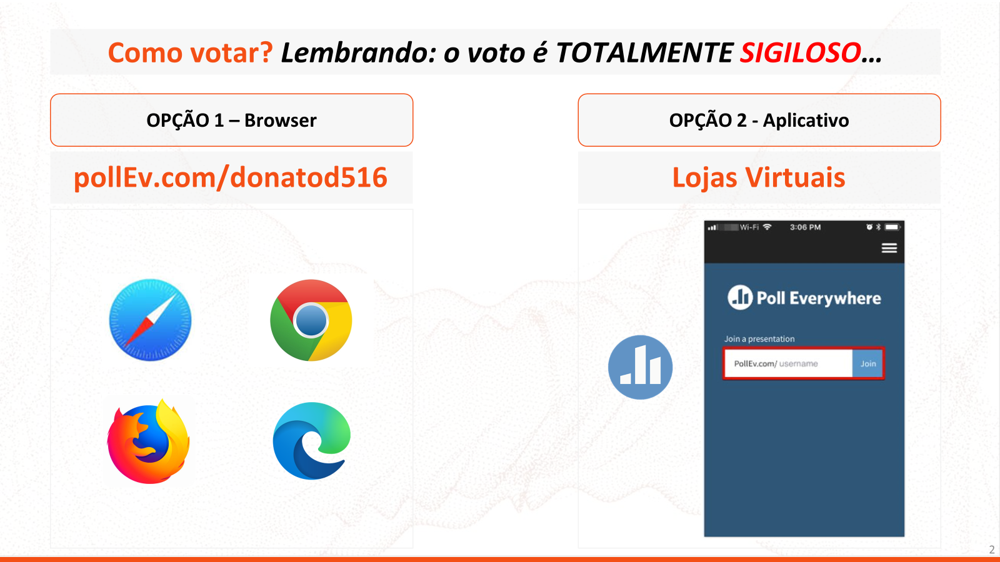 Como votar? Lembrando: o voto é TOTALMENTE SIGILOSO...
OPÇÃO 1 – Browser
pollEv.com/donatod516
OPÇÃO 2 - Aplicativo
Lojas Virtuais
Wi-Fi 3:06 PM
Poll Everywhere
Join a presentation
PollEv.com/ username Join
2